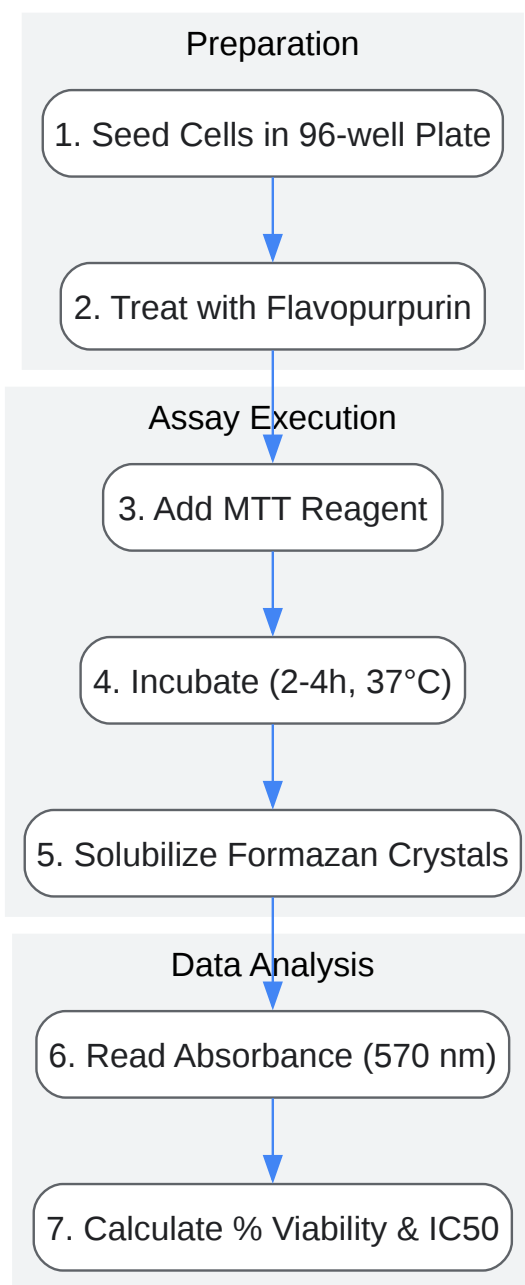 Preparation
1. Seed Cells in 96-well Plate
2. Treat with Flavopurpurin
Assay Execution
3. Add MTT Reagent
4. Incubate (2-4h, 37°C)
5. Solubilize Formazan Crystals
Data Analysis
6. Read Absorbance (570 nm)
7. Calculate % Viability & IC50